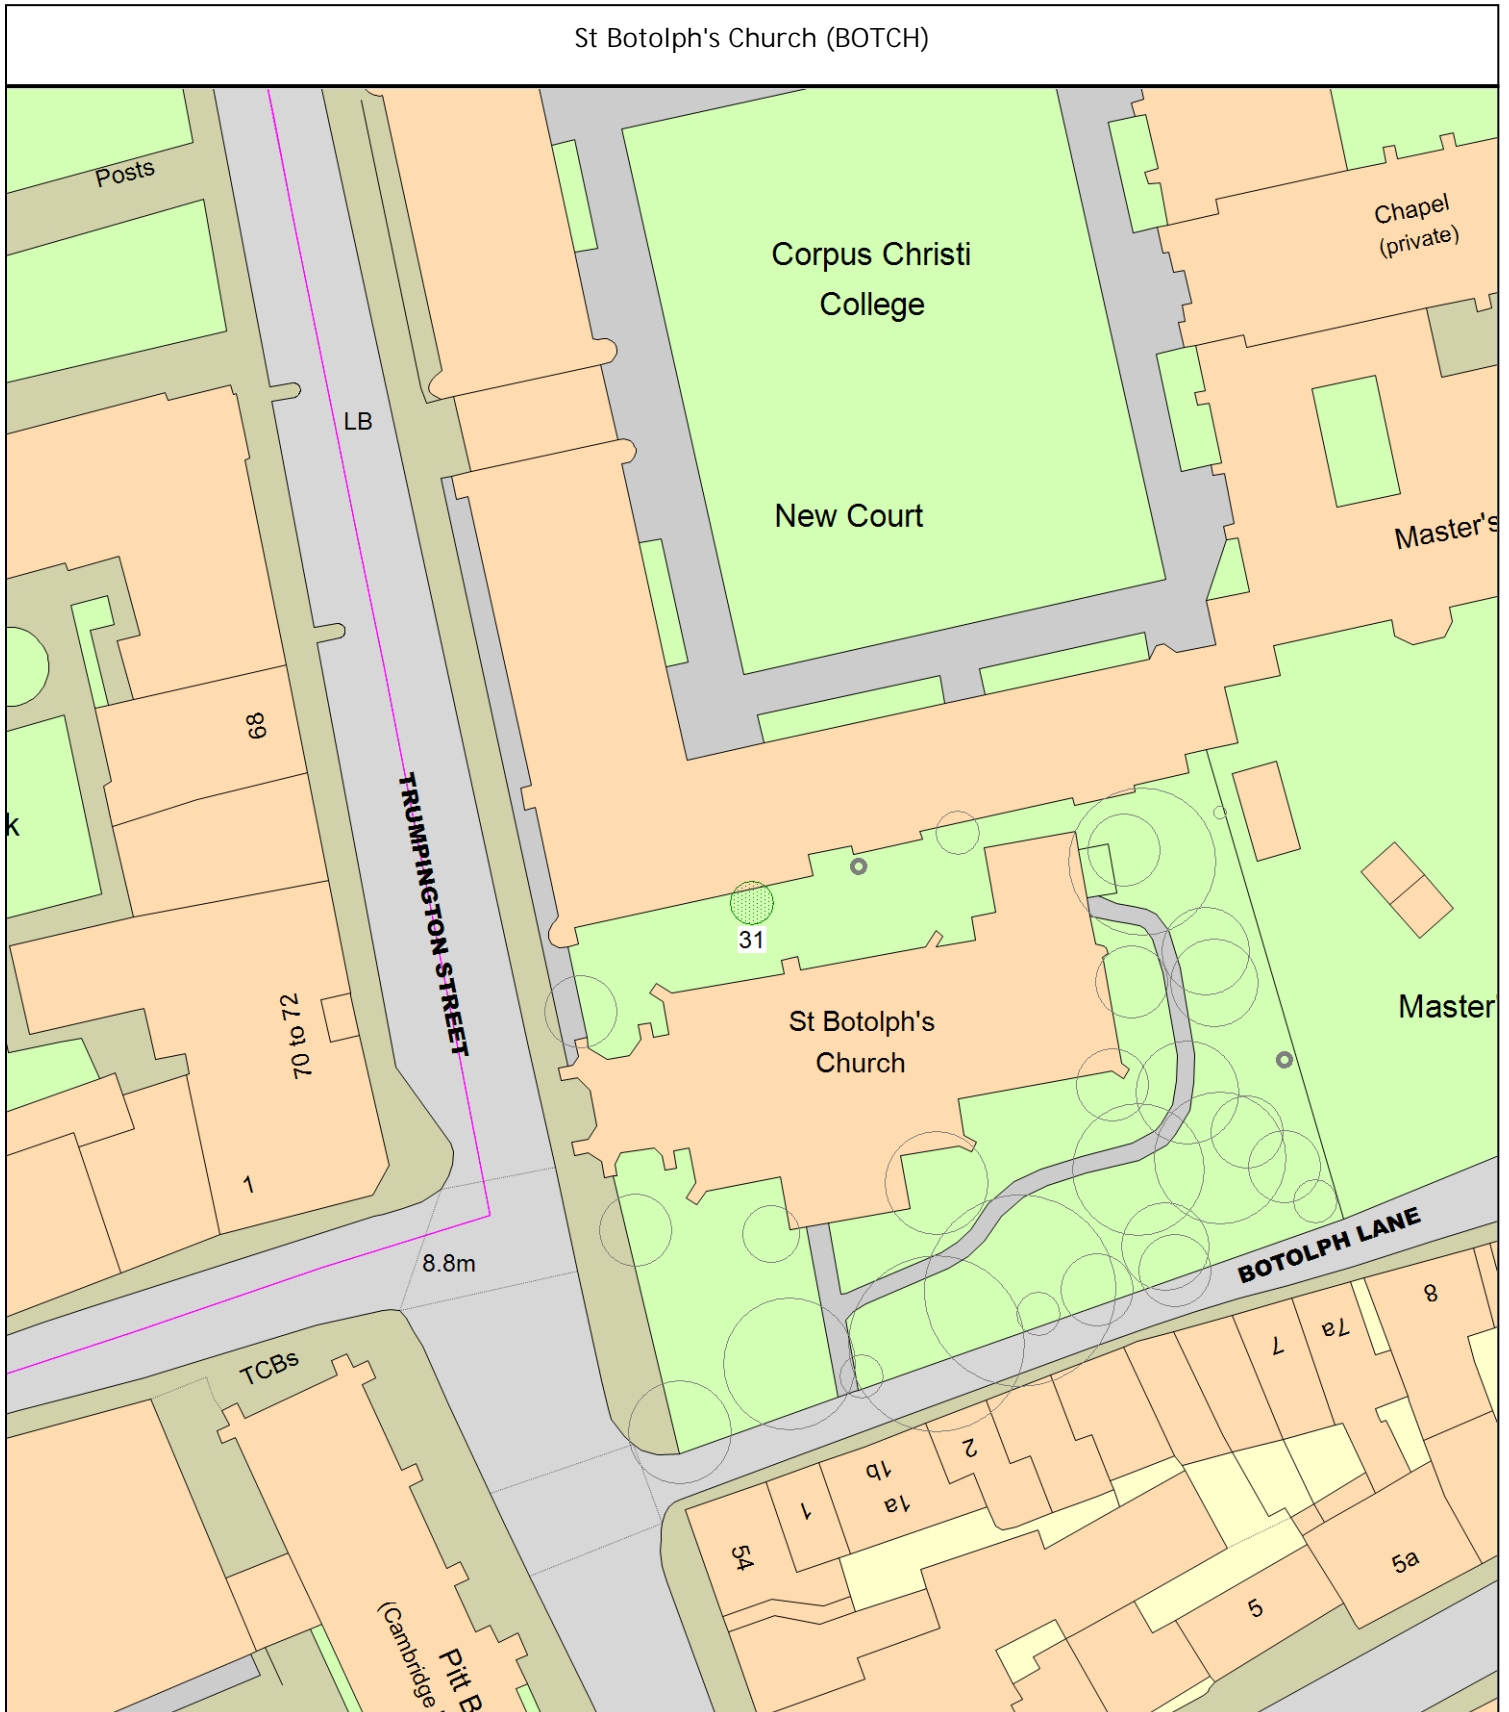 St Botolph's Church (BOTCH)
Posts
Chapel
(private)
Corpus Christi
College
LB
New Court
Master's
68
k
TRUMPINGTON STREET
31
70 to 72
St Botolph's
Church
Master
1
8.8m
BOTOLPH LANE
TCBs
8
7a
7
2
1b
1a
1
54
5a
5
Pitt B
(Cambridge